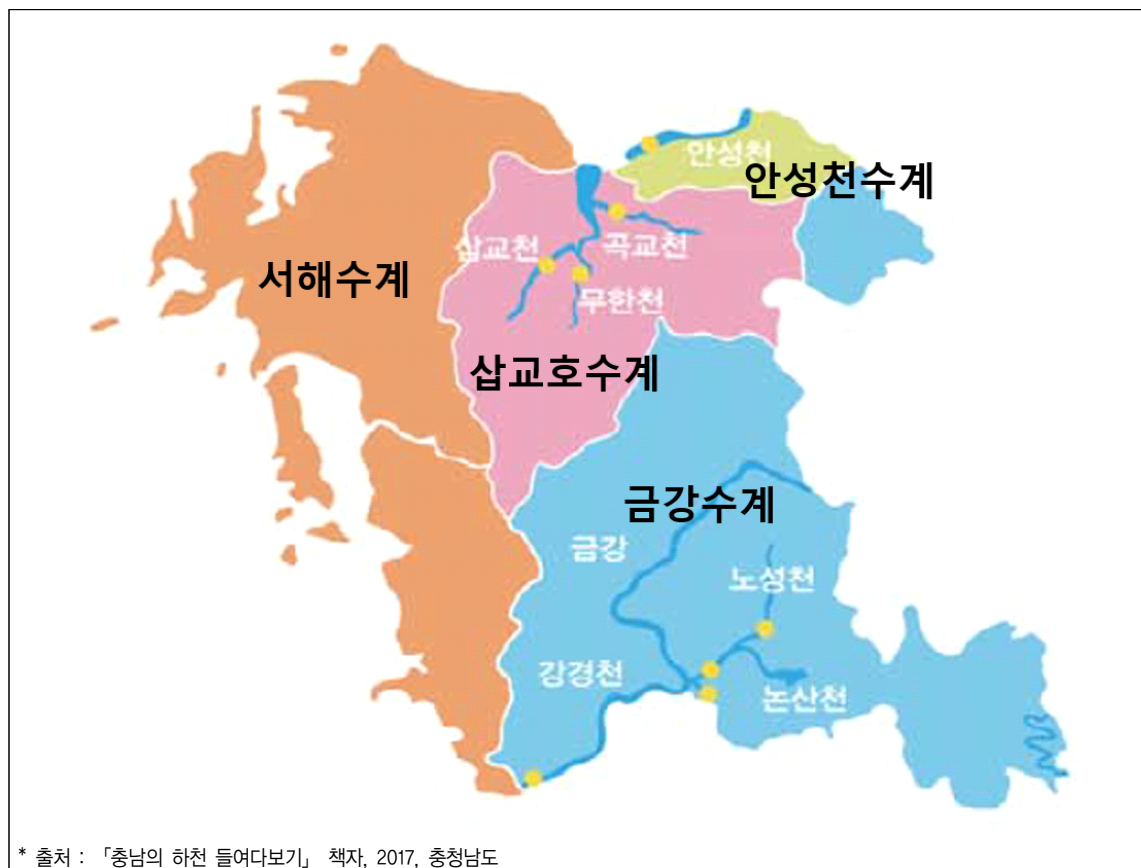 안성천
안성천수계
삽교천
곡교천
서해수계
무한천
삽교호수계
금강수계
금강
노성천
강경천
논산천
* 출처 : 「충남의 하천 들여다보기」 책자, 2017, 충청남도